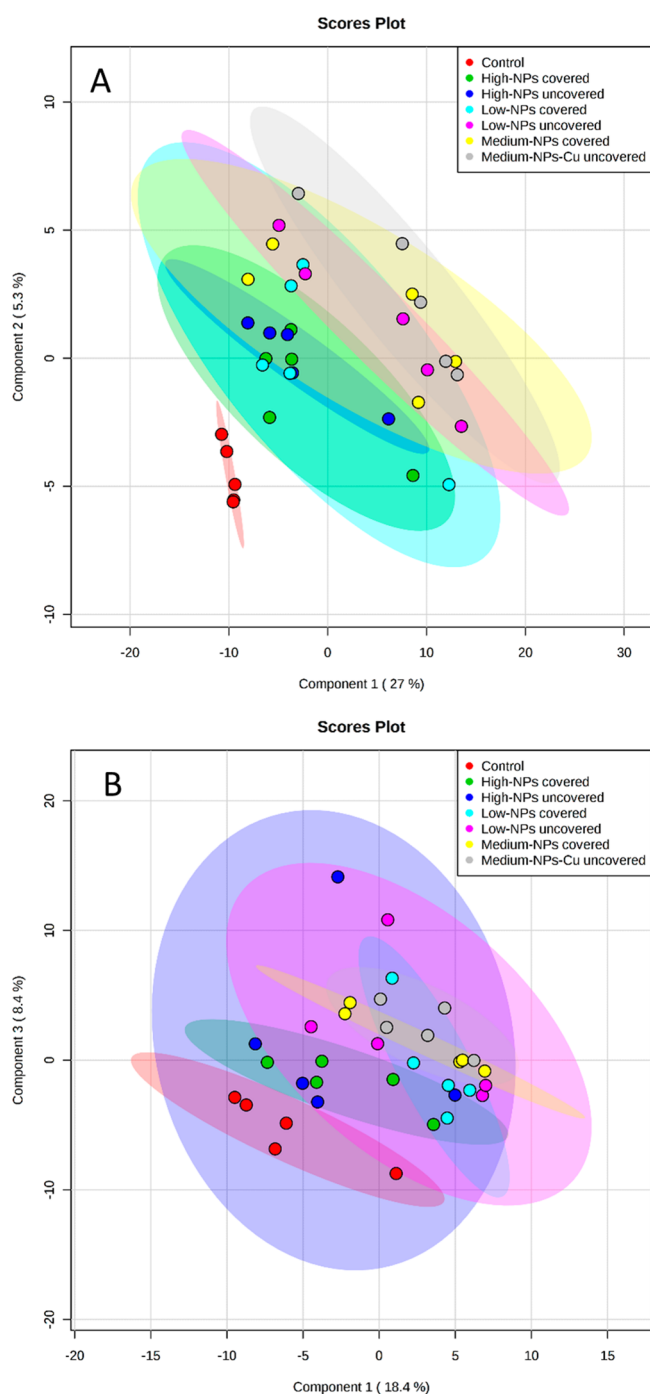 Scores Plot
A
Control
High-NPs covered
High-NPs uncovered
Low-NPs covered
Low-NPs uncovered
Medium-NPs covered
Medium-NPs-Cu uncovered
10
5
0
-5
-10
Component 2 ( 5.3 %)
-20 -10 0 10 20 30
Component 1 ( 27 %)
Scores Plot
B
Control
High-NPs covered
High-NPs uncovered
Low-NPs covered
Low-NPs uncovered
Medium-NPs covered
Medium-NPs-Cu uncovered
20
10
0
-10
-20
Component 3 ( 8.4 %)
-20 -15 -10 -5 0 5 10 15
Component 1 ( 18.4 %)